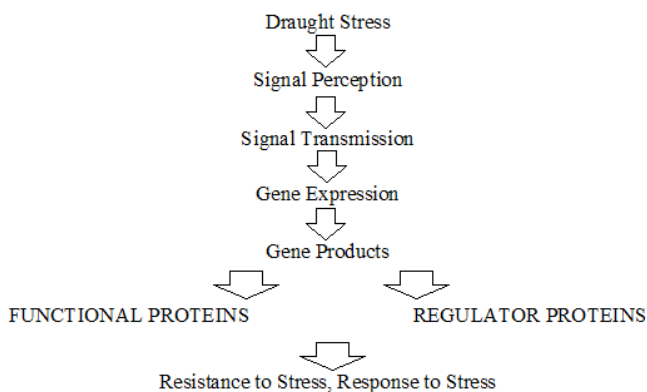 Draught Stress
Signal Perception
Signal Transmission
Gene Expression
Gene Products
FUNCTIONAL PROTEINS REGULATOR PROTEINS
Resistance to Stress, Response to Stress